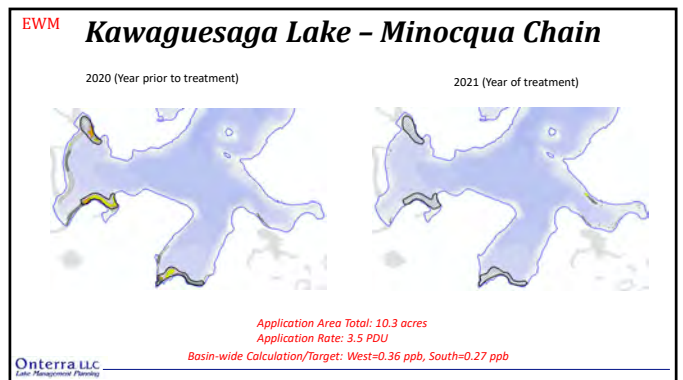 EWM
Kawaguesaga Lake – Minocqua Chain
2020 (Year prior to treatment)
2021 (Year of treatment)
Application Area Total: 10.3 acres
Application Rate: 3.5 PDU
Basin-wide Calculation/Target: West=0.36 ppb, South=0.27 ppb
Onterra LLC
Lake Management Planning